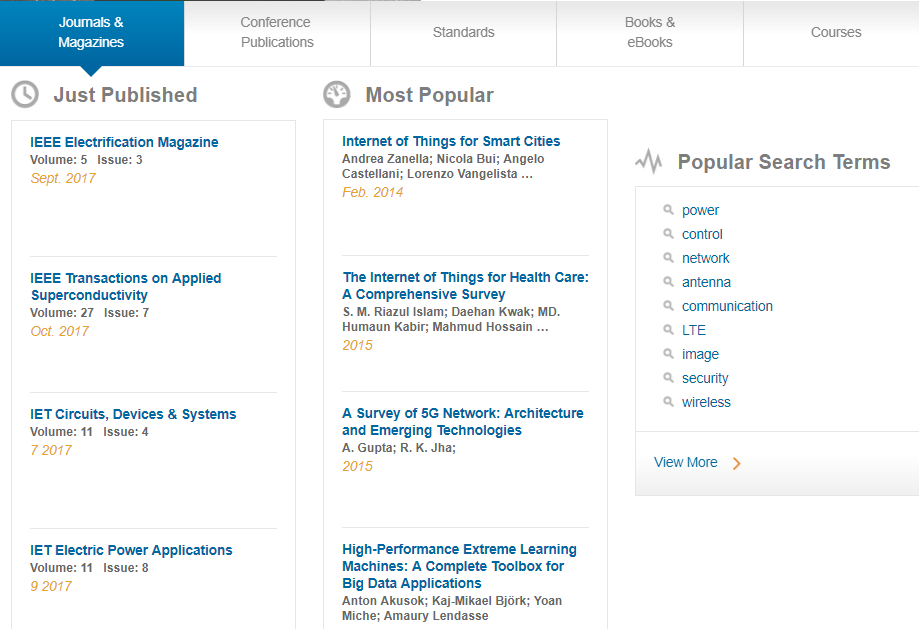 Journals &
Magazines
Conference
Publications
Standards
Books &
eBooks
Courses
Just Published
IEEE Electrification Magazine
Volume: 5 Issue: 3
Sept. 2017
IEEE Transactions on Applied
Superconductivity
Volume: 27 Issue: 7
Oct. 2017
IET Circuits, Devices & Systems
Volume: 11 Issue: 4
7 2017
IET Electric Power Applications
Volume: 11 Issue: 8
9 2017
Most Popular
Internet of Things for Smart Cities
Andrea Zanella; Nicola Bui; Angelo
Castellani; Lorenzo Vangelista ...
Feb. 2014
The Internet of Things for Health Care:
A Comprehensive Survey
S. M. Riazul Islam; Daehan Kwak; MD.
Humaun Kabir; Mahmud Hossain ...
2015
A Survey of 5G Network: Architecture
and Emerging Technologies
A. Gupta; R. K. Jha;
2015
High-Performance Extreme Learning
Machines: A Complete Toolbox for
Big Data Applications
Anton Akusok; Kaj-Mikael Björk; Yoan
Miche; Amaury Lendasse
Popular Search Terms
power
control
network
antenna
communication
LTE
image
security
wireless
View More